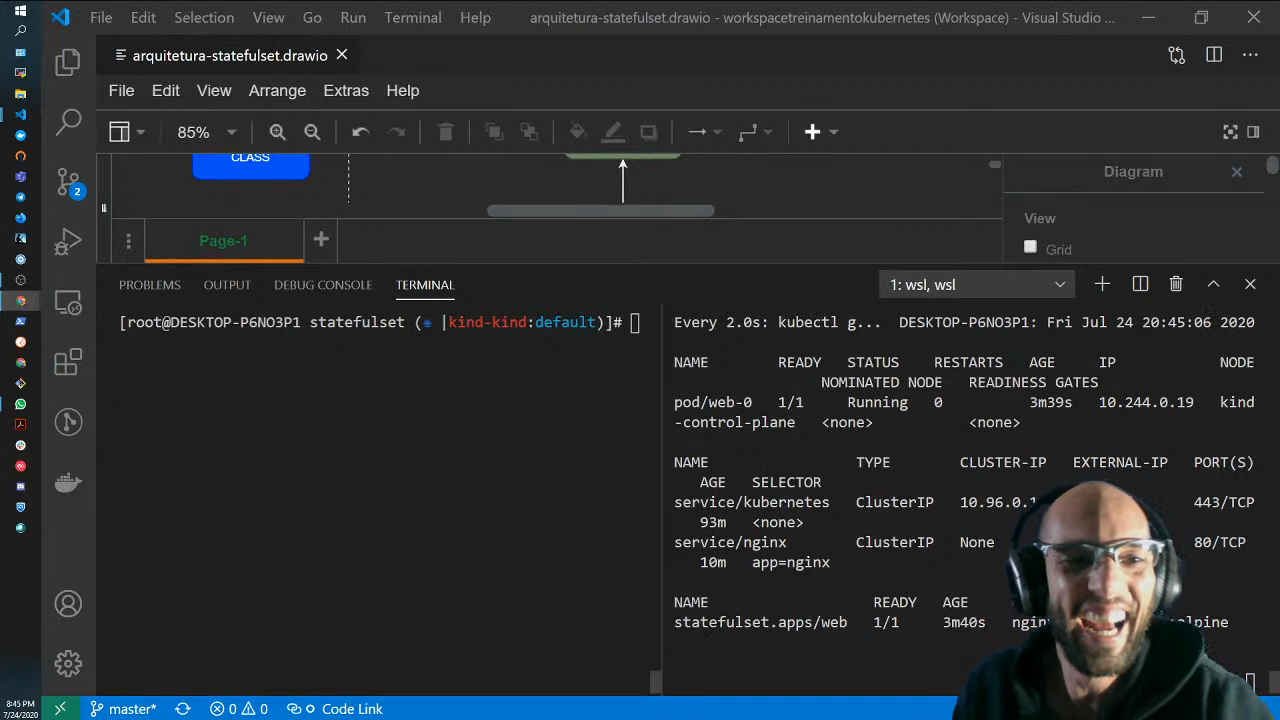 File Edit Selection View Go Run Terminal Help arquitetura-statefulset.drawio - workspacetreinamentokubernetes (Workspace) - Visual Studio ...
arquitetura-statefulset.drawio
File Edit View Arrange Extras Help
85%
CLASS
Diagram
View
Grid
2
Page-1
PROBLEMS OUTPUT DEBUG CONSOLE TERMINAL 1: wsl, wsl
[root@DESKTOP-P6NO3P1 statefulset (⎈ |kind-kind:default)]#
Every 2.0s: kubectl g... DESKTOP-P6NO3P1: Fri Jul 24 20:45:06 2020
NAME READY STATUS RESTARTS AGE IP NODE
NOMINATED NODE READINESS GATES
pod/web-0 1/1 Running 0 3m39s 10.244.0.19 kind
-control-plane <none> <none>
NAME TYPE CLUSTER-IP EXTERNAL-IP PORT(S)
AGE SELECTOR
service/kubernetes ClusterIP 10.96.0. 443/TCP
93m <none>
service/nginx ClusterIP None 80/TCP
10m app=nginx
NAME READY AGE
statefulset.apps/web 1/1 3m40s ngin alpine
8:45 PM
7/24/2020
master* 0 0 Code Link